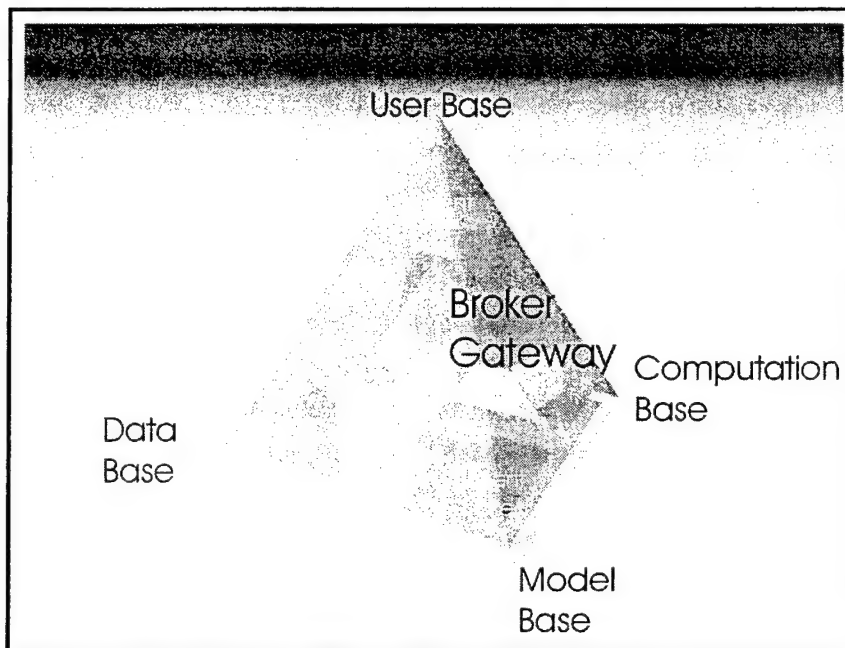 User Base
Broker
Gateway
Computation
Base
Data
Base
Model
Base